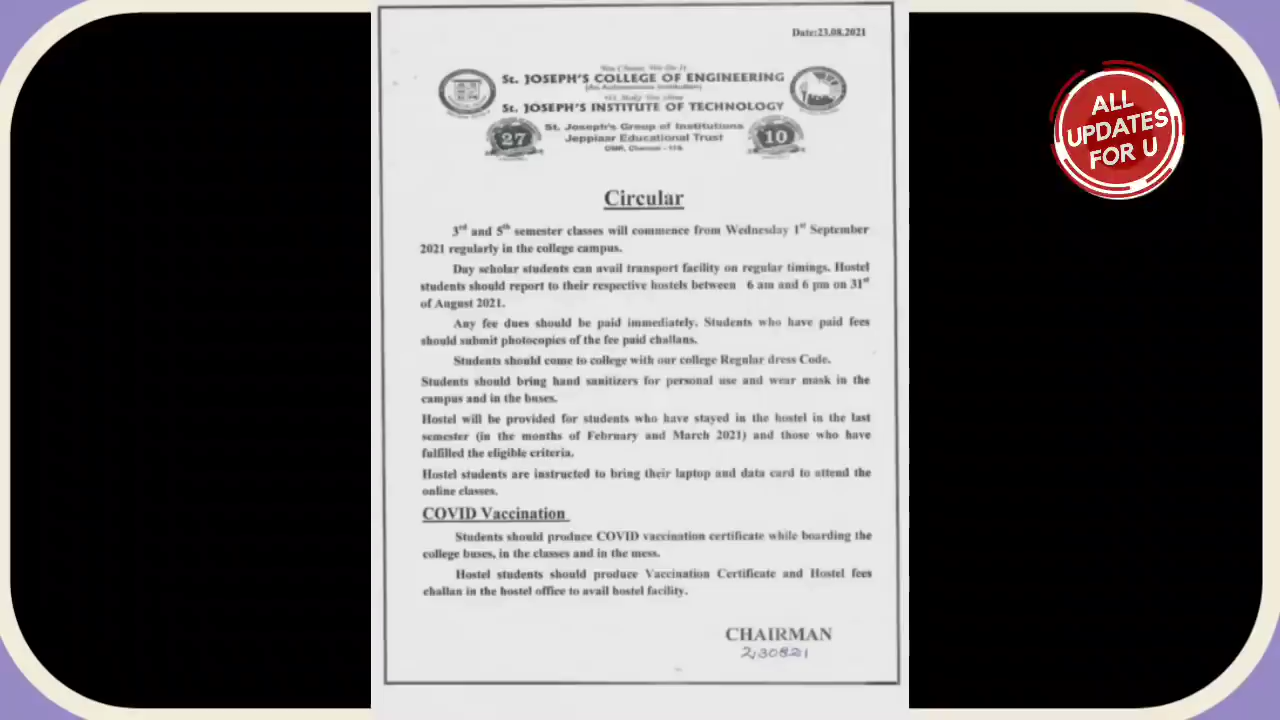 Date:23.08.2021
St. JOSEPH'S COLLEGE OF ENGINEERING
(An Autonomous Institution)
St. JOSEPH'S INSTITUTE OF TECHNOLOGY
St. Joseph's Group of Institutions
27
10
Jeppiaar Educational Trust
OMR, Chennai - 119.
ALL
UPDATES
FOR U
Circular
3rd and 5th semester classes will commence from Wednesday 1st September
2021 regularly in the college campus.
Day scholar students can avail transport facility on regular timings. Hostel
students should report to their respective hostels between 6 am and 6 pm on 31st
of August 2021.
Any fee dues should be paid immediately. Students who have paid fees
should submit photocopies of the fee paid challans.
Students should come to college with our college Regular dress Code.
Students should bring hand sanitizers for personal use and wear mask in the
campus and in the buses.
Hostel will be provided for students who have stayed in the hostel in the last
semester (in the months of February and March 2021) and those who have
fulfilled the eligible criteria.
Hostel students are instructed to bring their laptop and data card to attend the
online classes.
COVID Vaccination
Students should produce COVID vaccination certificate while boarding the
college buses, in the classes and in the mess.
Hostel students should produce Vaccination Certificate and Hostel fees
challan in the hostel office to avail hostel facility.
CHAIRMAN
230821